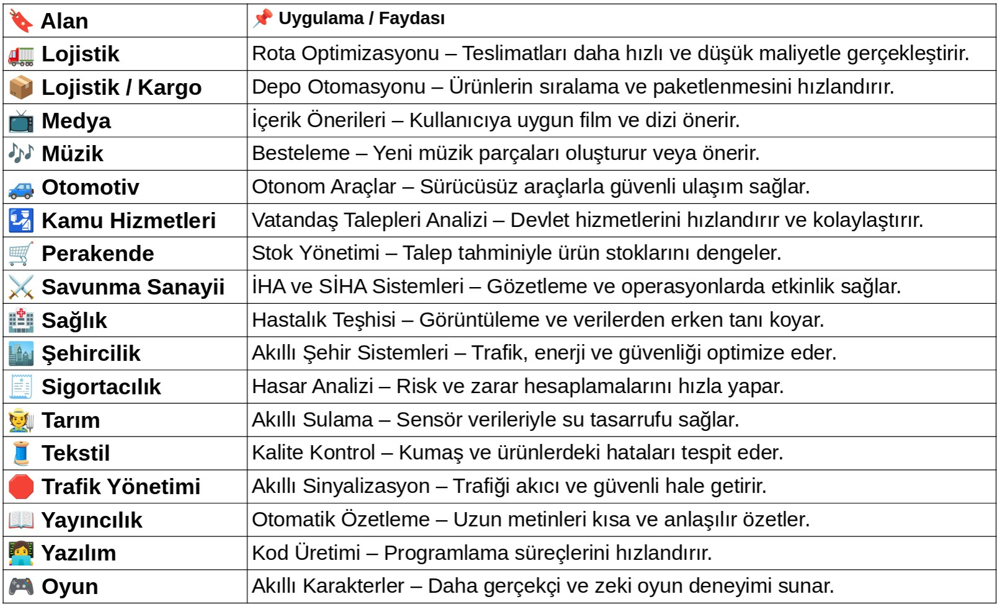 Alan Uygulama / Faydası
Lojistik Rota Optimizasyonu – Teslimatları daha hızlı ve düşük maliyetle gerçekleştirir.
Lojistik / Kargo Depo Otomasyonu – Ürünlerin sıralama ve paketlenmesini hızlandırır.
Medya İçerik Önerileri – Kullanıcıya uygun film ve dizi önerir.
Müzik Besteleme – Yeni müzik parçaları oluşturur veya önerir.
Otomotiv Otonom Araçlar – Sürücüsüz araçlarla güvenli ulaşım sağlar.
Kamu Hizmetleri Vatandaş Talepleri Analizi – Devlet hizmetlerini hızlandırır ve kolaylaştırır.
Perakende Stok Yönetimi – Talep tahminiyle ürün stoklarını dengeler.
Savunma Sanayii İHA ve SİHA Sistemleri – Gözetleme ve operasyonlarda etkinlik sağlar.
Sağlık Hastalık Teşhisi – Görüntüleme ve verilerden erken tanı koyar.
Şehircilik Akıllı Şehir Sistemleri – Trafik, enerji ve güvenliği optimize eder.
Sigortacılık Hasar Analizi – Risk ve zarar hesaplamalarını hızla yapar.
Tarım Akıllı Sulama – Sensör verileriyle su tasarrufu sağlar.
Tekstil Kalite Kontrol – Kumaş ve ürünlerdeki hataları tespit eder.
Trafik Yönetimi Akıllı Sinyalizasyon – Trafiği akıcı ve güvenli hale getirir.
Yayıncılık Otomatik Özetleme – Uzun metinleri kısa ve anlaşılır özetler.
Yazılım Kod Üretimi – Programlama süreçlerini hızlandırır.
Oyun Akıllı Karakterler – Daha gerçekçi ve zeki oyun deneyimi sunar.